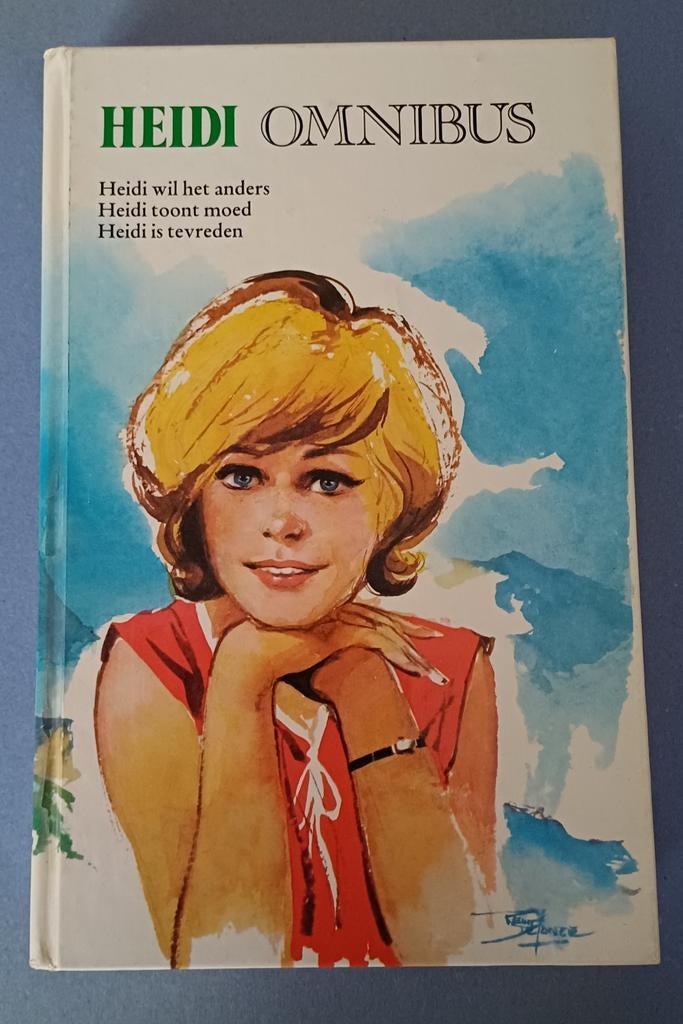 HEIDI OMNIBUS
Heidi wil het anders
Heidi toont moed
Heidi is tevreden